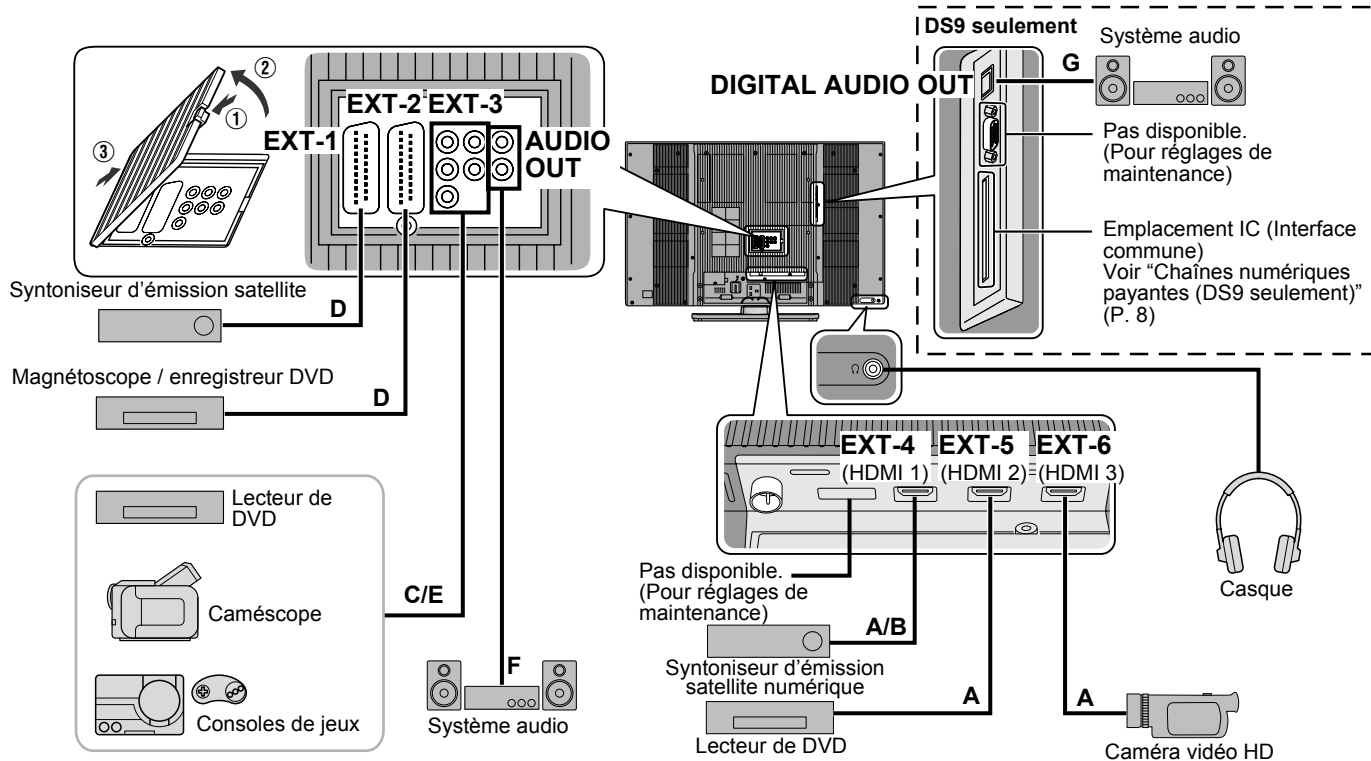 ②
①
③
EXT-2 EXT-3
EXT-1
AUDIO
OUT
Syntoniseur d’émission satellite
D
Magnétoscope / enregistreur DVD
D
Lecteur de
DVD
Caméscope
Consoles de jeux
C/E
F
Système audio
DS9 seulement
Système audio
G
DIGITAL AUDIO OUT
Pas disponible.
(Pour réglages de
maintenance)
Emplacement IC (Interface
commune)
Voir “Chaînes numériques
payantes (DS9 seulement)”
(P. 8)
EXT-4 EXT-5 EXT-6
(HDMI 1) (HDMI 2) (HDMI 3)
Pas disponible.
(Pour réglages de
maintenance)
A/B
Syntoniseur d’émission
satellite numérique
A
Lecteur de DVD
A
Caméra vidéo HD
Casque